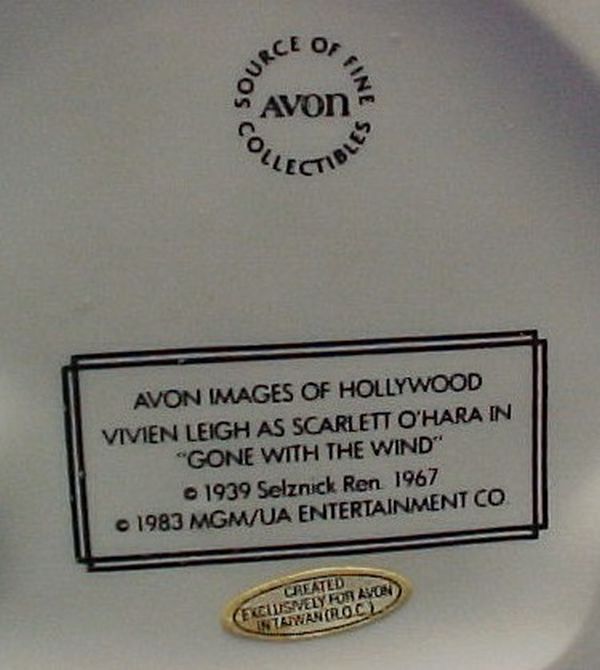 SOURCE OF FINE
AVON
COLLECTIBLES
AVON IMAGES OF HOLLYWOOD
VIVIEN LEIGH AS SCARLETT O'HARA IN
"GONE WITH THE WIND"
© 1939 Selznick Ren. 1967
© 1983 MGM/UA ENTERTAINMENT CO
CREATED
EXCLUSIVELY FOR AVON
IN TAIWAN (R.O.C.)